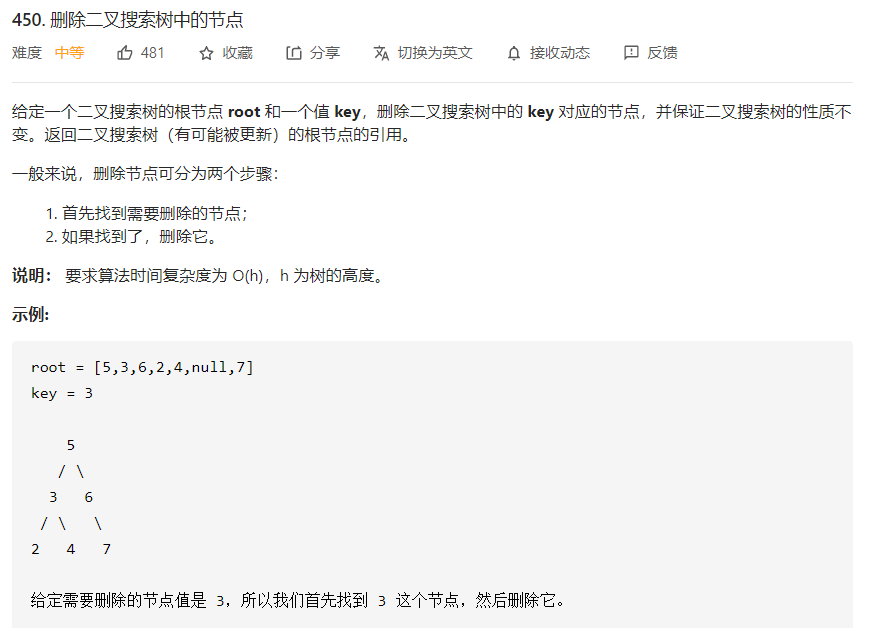 450. 删除二叉搜索树中的节点
难度 中等 481 收藏 分享 切换为英文 接收动态 反馈
给定一个二叉搜索树的根节点 root 和一个值 key，删除二叉搜索树中的 key 对应的节点，并保证二叉搜索树的性质不
变。返回二叉搜索树（有可能被更新）的根节点的引用。
一般来说，删除节点可分为两个步骤：
1. 首先找到需要删除的节点；
2. 如果找到了，删除它。
说明： 要求算法时间复杂度为 O(h)，h 为树的高度。
示例:
root = [5,3,6,2,4,null,7]
key = 3
5
/ \
3 6
/ \ \
2 4 7
给定需要删除的节点值是 3，所以我们首先找到 3 这个节点，然后删除它。